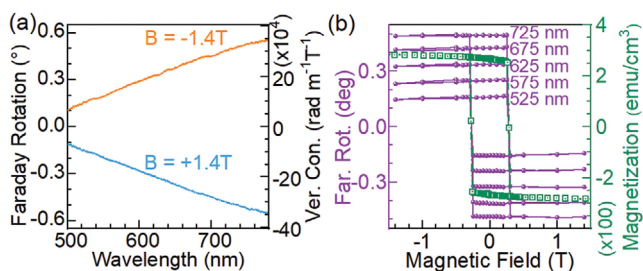 (a)
0.6
0.3
0.0
-0.3
-0.6
Faraday Rotation (°)
B = -1.4T
B = +1.4T
500 600 700
Wavelength (nm)
20
0
-20
-40
(×10⁴)
Ver. Con. (rad m⁻¹T⁻¹)
(b)
0.3
0.0
-0.3
Far. Rot. (deg)
725 nm
675 nm
625 nm
575 nm
525 nm
-1 0 1
Magnetic Field (T)
4
2
0
2
4
(x100)
Magnetization (emu/cm³)